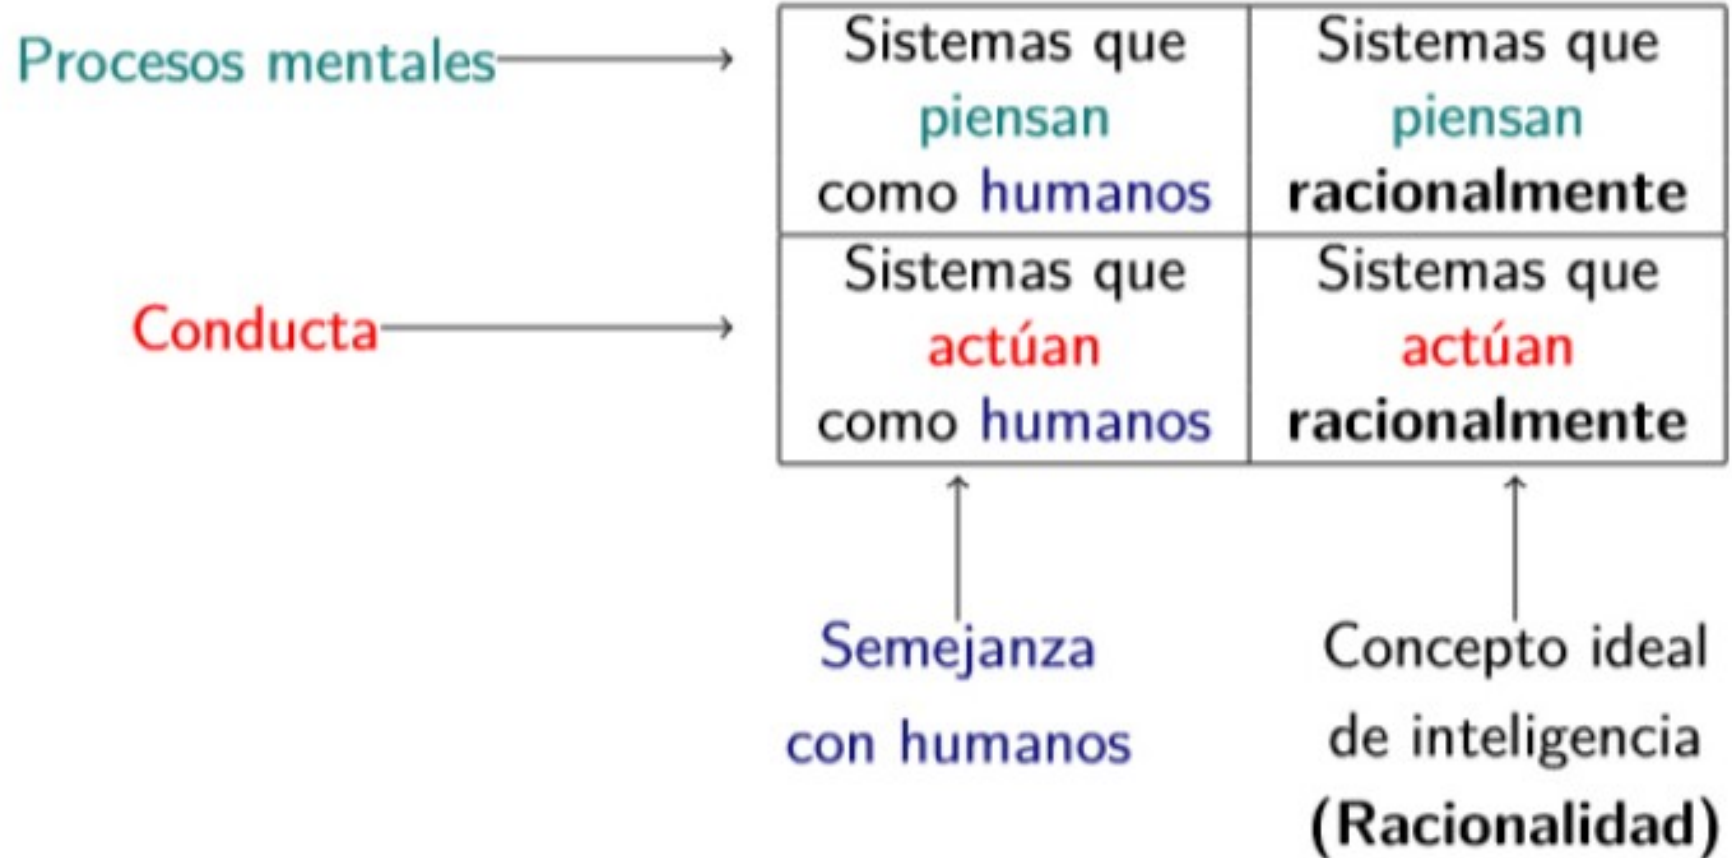 Procesos mentales
Sistemas que
piensan
como humanos
Sistemas que
piensan
racionalmente
Conducta
Sistemas que
actúan
como humanos
Sistemas que
actúan
racionalmente
Semejanza
con humanos
Concepto ideal
de inteligencia
(Racionalidad)